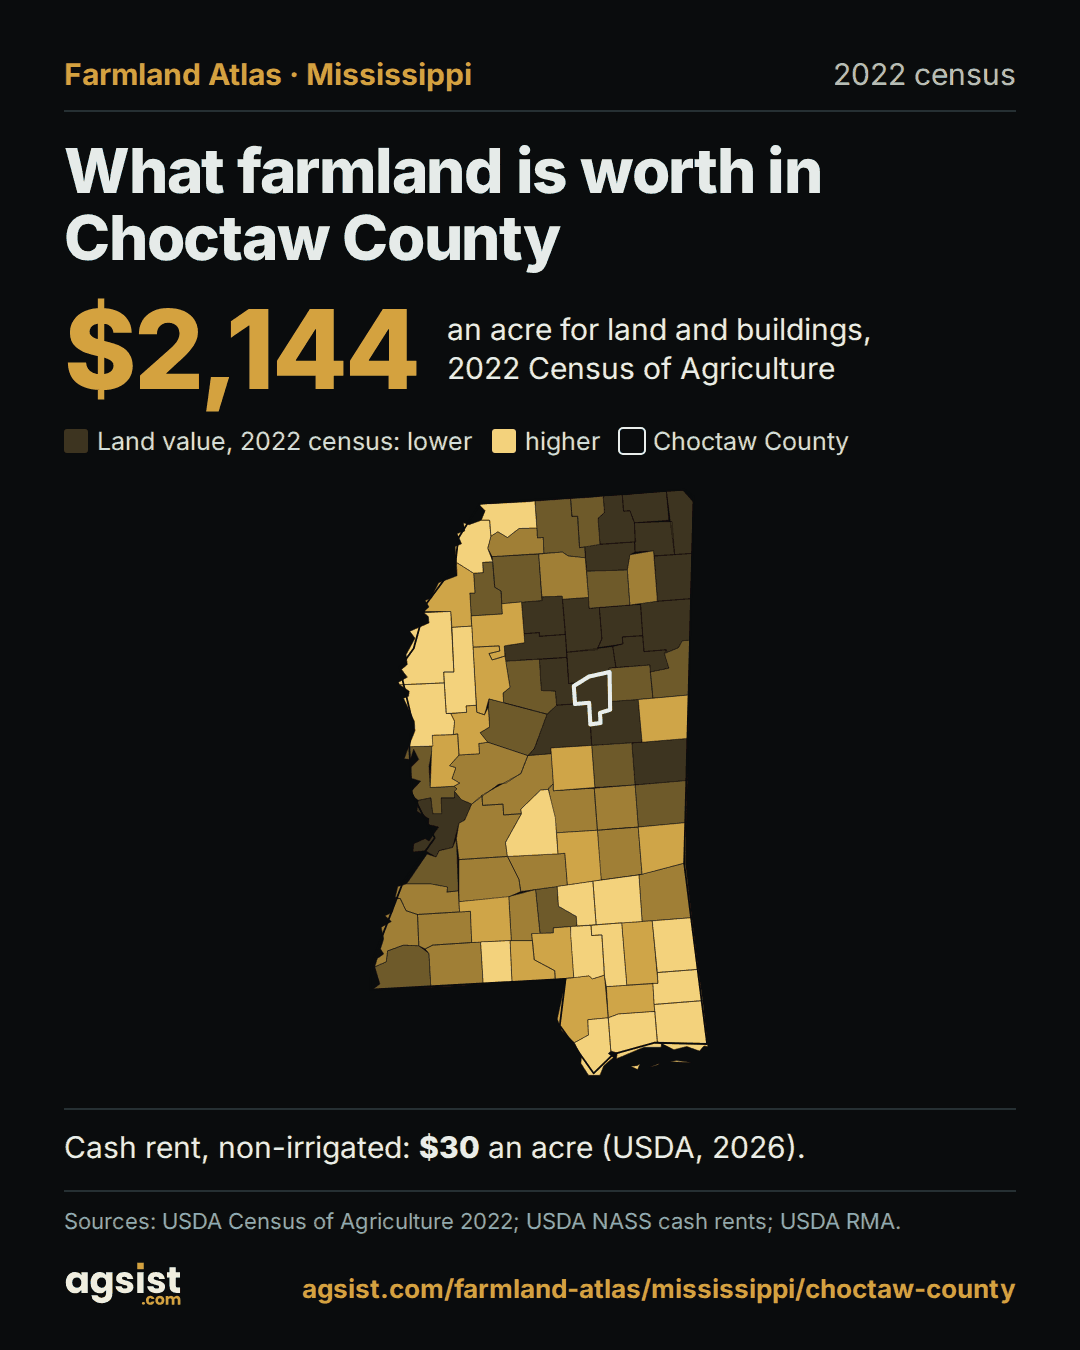 Farmland Atlas · Mississippi
2022 census
What farmland is worth in
Choctaw County
$2,144
an acre for land and buildings,
2022 Census of Agriculture
Land value, 2022 census: lower higher Choctaw County
Cash rent, non-irrigated: $30 an acre (USDA, 2026).
Sources: USDA Census of Agriculture 2022; USDA NASS cash rents; USDA RMA.
agsist
.com
agsist.com/farmland-atlas/mississippi/choctaw-county